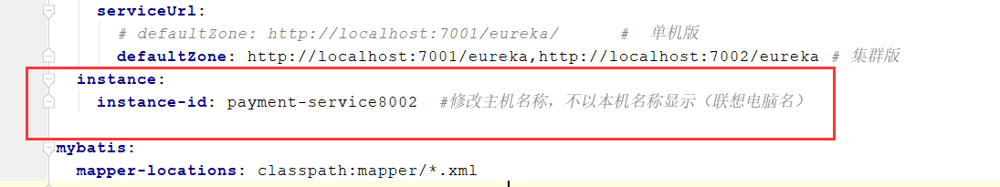 serviceUrl:
# defaultZone: http://localhost:7001/eureka/ # 单机版
defaultZone: http://localhost:7001/eureka,http://localhost:7002/eureka # 集群版
instance:
instance-id: payment-service8002 #修改主机名称，不以本机名称显示（联想电脑名）
mybatis:
mapper-locations: classpath:mapper/*.xml